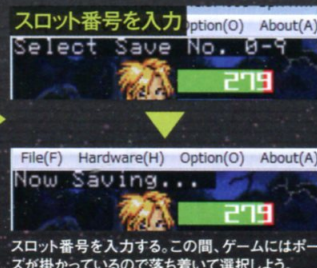 スロット番号を入力
ption(O) About(A)
Select Save No. 0-9
279
File(F) Hardware(H) Option(O) About(A)
Now Saving...
279
スロット番号を入力する。この間、ゲームにはポー
ズが掛かっているので落ち着いて選択しよう